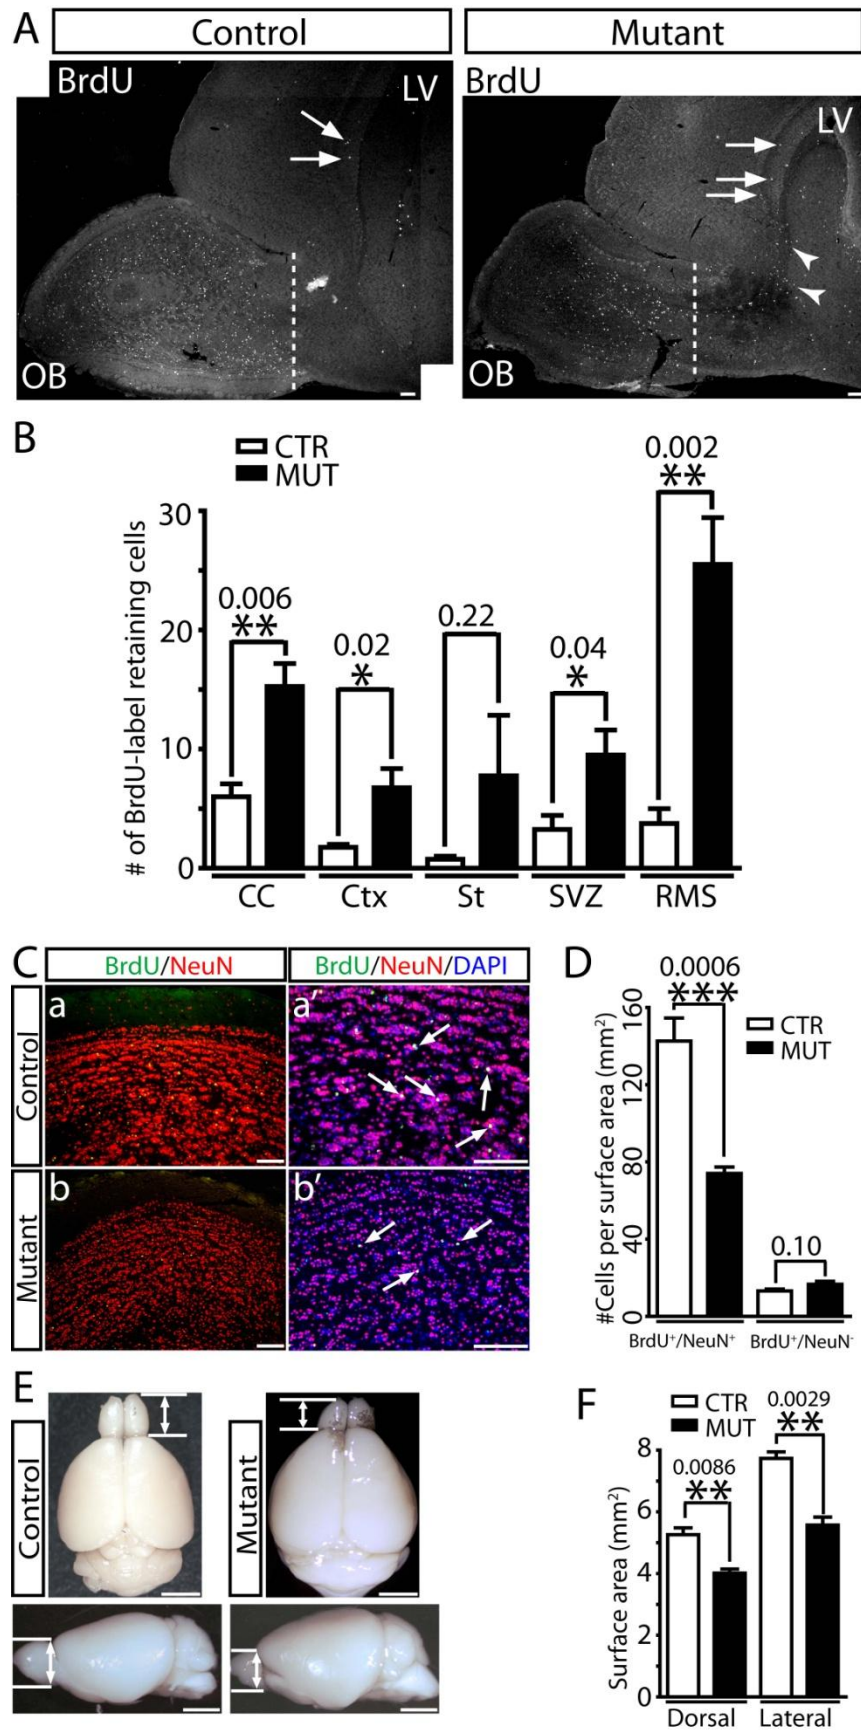 A
Control
Mutant
BrdU
LV
OB
BrdU
LV
OB
B
CTR
MUT
# of BrdU-label retaining cells
30
20
10
0
0.006
**
0.02
*
0.22
0.04
*
0.002
**
CC Ctx St SVZ RMS
C
BrdU/NeuN
BrdU/NeuN/DAPI
Control
a
a′
Mutant
b
b′
D
CTR
MUT
#Cells per surface area (mm²)
160
120
80
40
0
0.0006
***
0.10
BrdU⁺/NeuN⁺ BrdU⁺/NeuN⁻
E
Control
Mutant
F
CTR
MUT
Surface area (mm²)
8
6
4
2
0
0.0086
**
0.0029
**
Dorsal Lateral